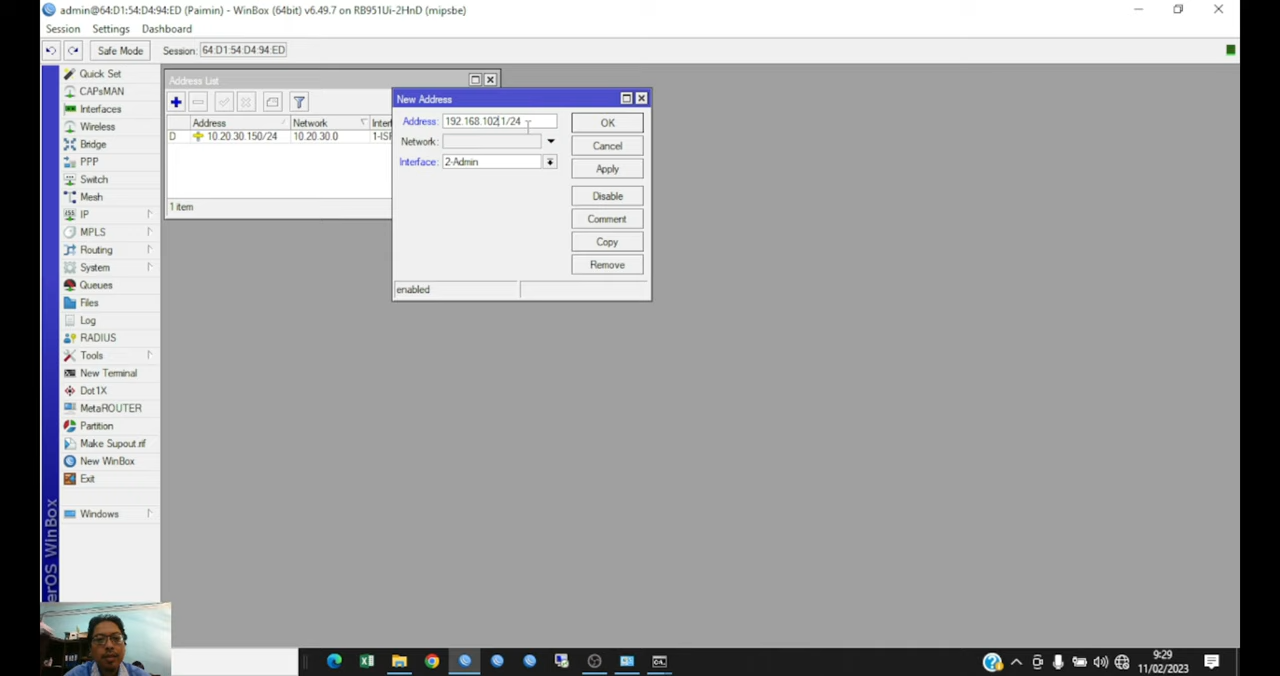 admin@64:D1:54:D4:94:ED (Paimin) - WinBox (64bit) v6.49.7 on RB951Ui-2HnD (mipsbe)
Session Settings Dashboard
Safe Mode Session: 64:D1:54:D4:94:ED
Quick Set
CAPsMAN
Interfaces
Wireless
Bridge
PPP
Switch
Mesh
IP
MPLS
Routing
System
Queues
Files
Log
RADIUS
Tools
New Terminal
Dot1X
MetaROUTER
Partition
Make Supout.rif
New WinBox
Exit
Windows
Address List
Address Network
D 10.20.30.150/24 10.20.30.0
1 item
New Address
Address: 192.168.102.1/24
Network:
Interface: 2-Admin
OK
Cancel
Apply
Disable
Comment
Copy
Remove
enabled
9:29
11/02/2023